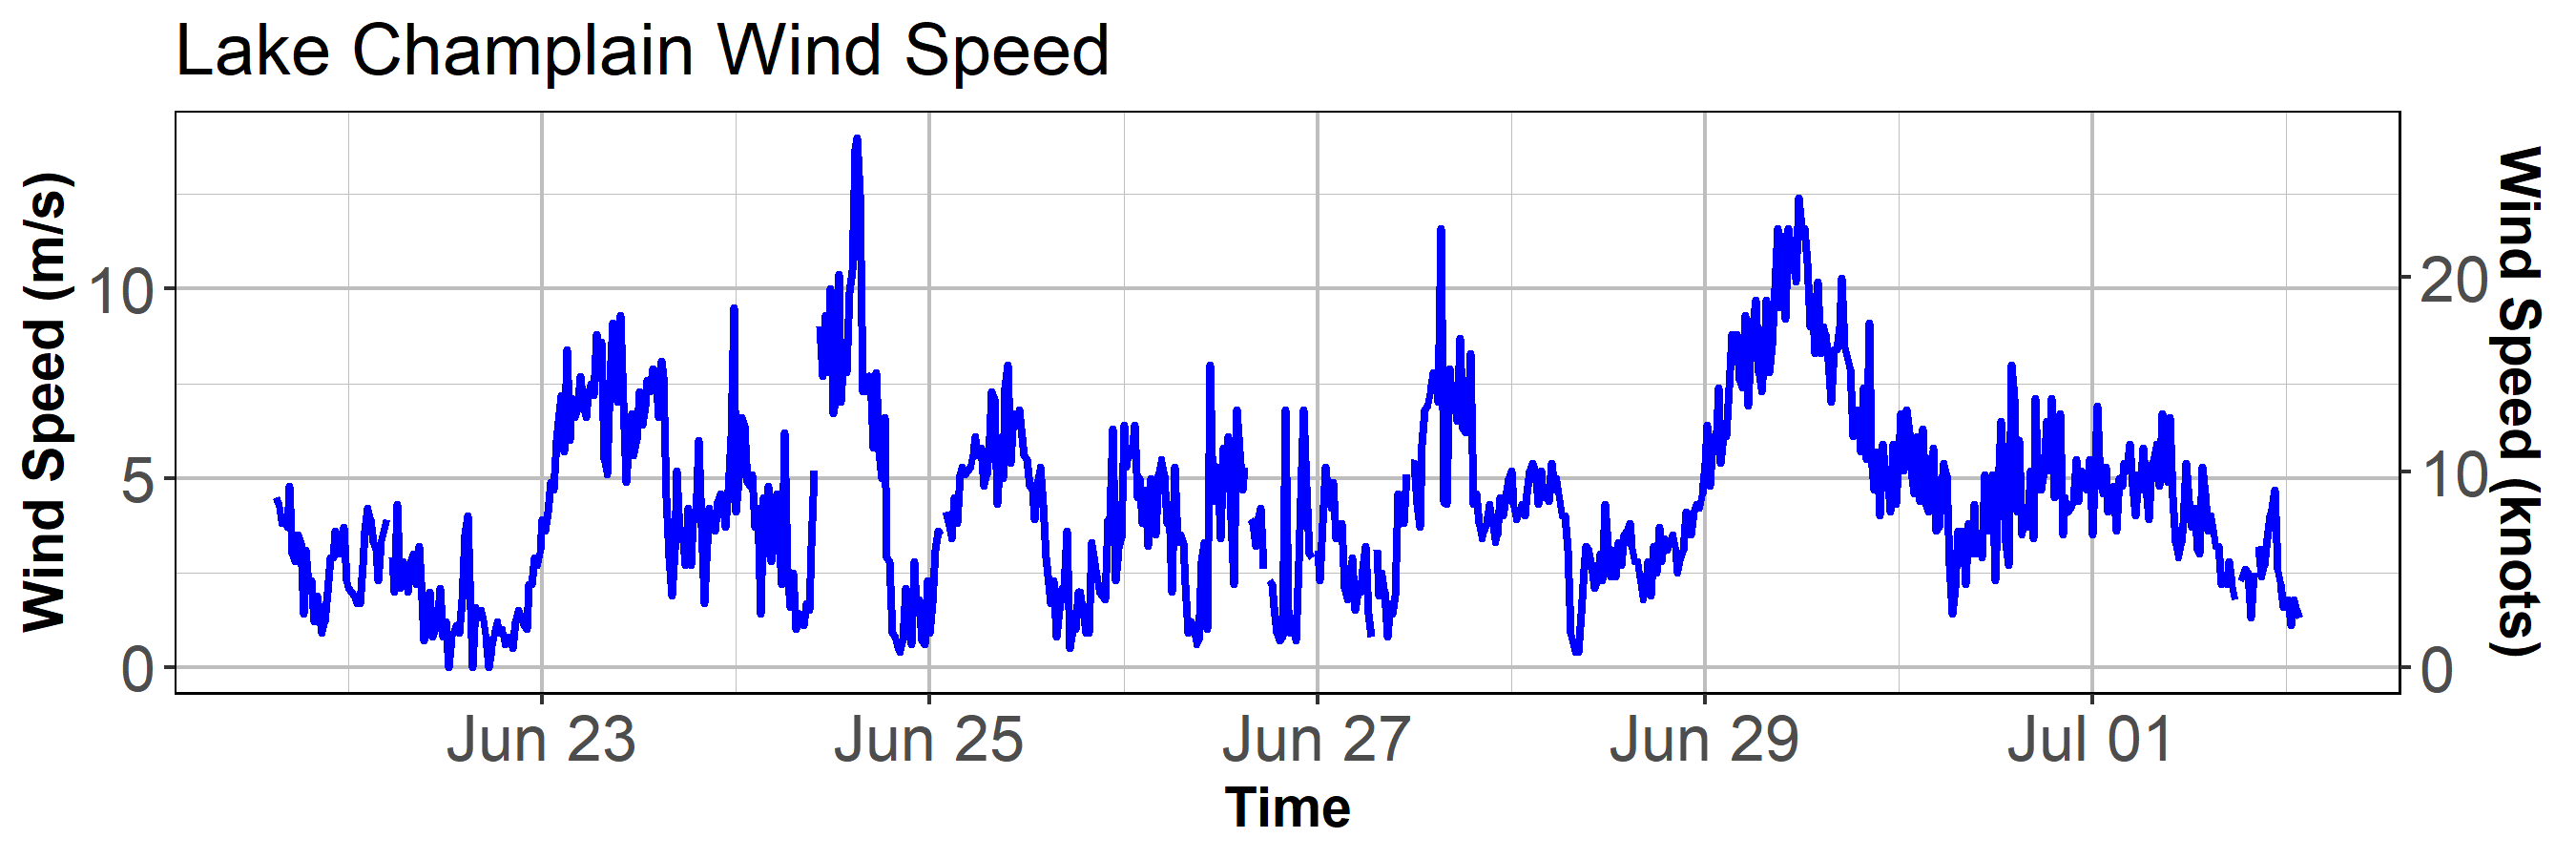 Lake Champlain Wind Speed
Wind Speed (m/s)
10
5
0
20
10
0
Wind Speed (knots)
Jun 23
Jun 25
Jun 27
Jun 29
Jul 01
Time